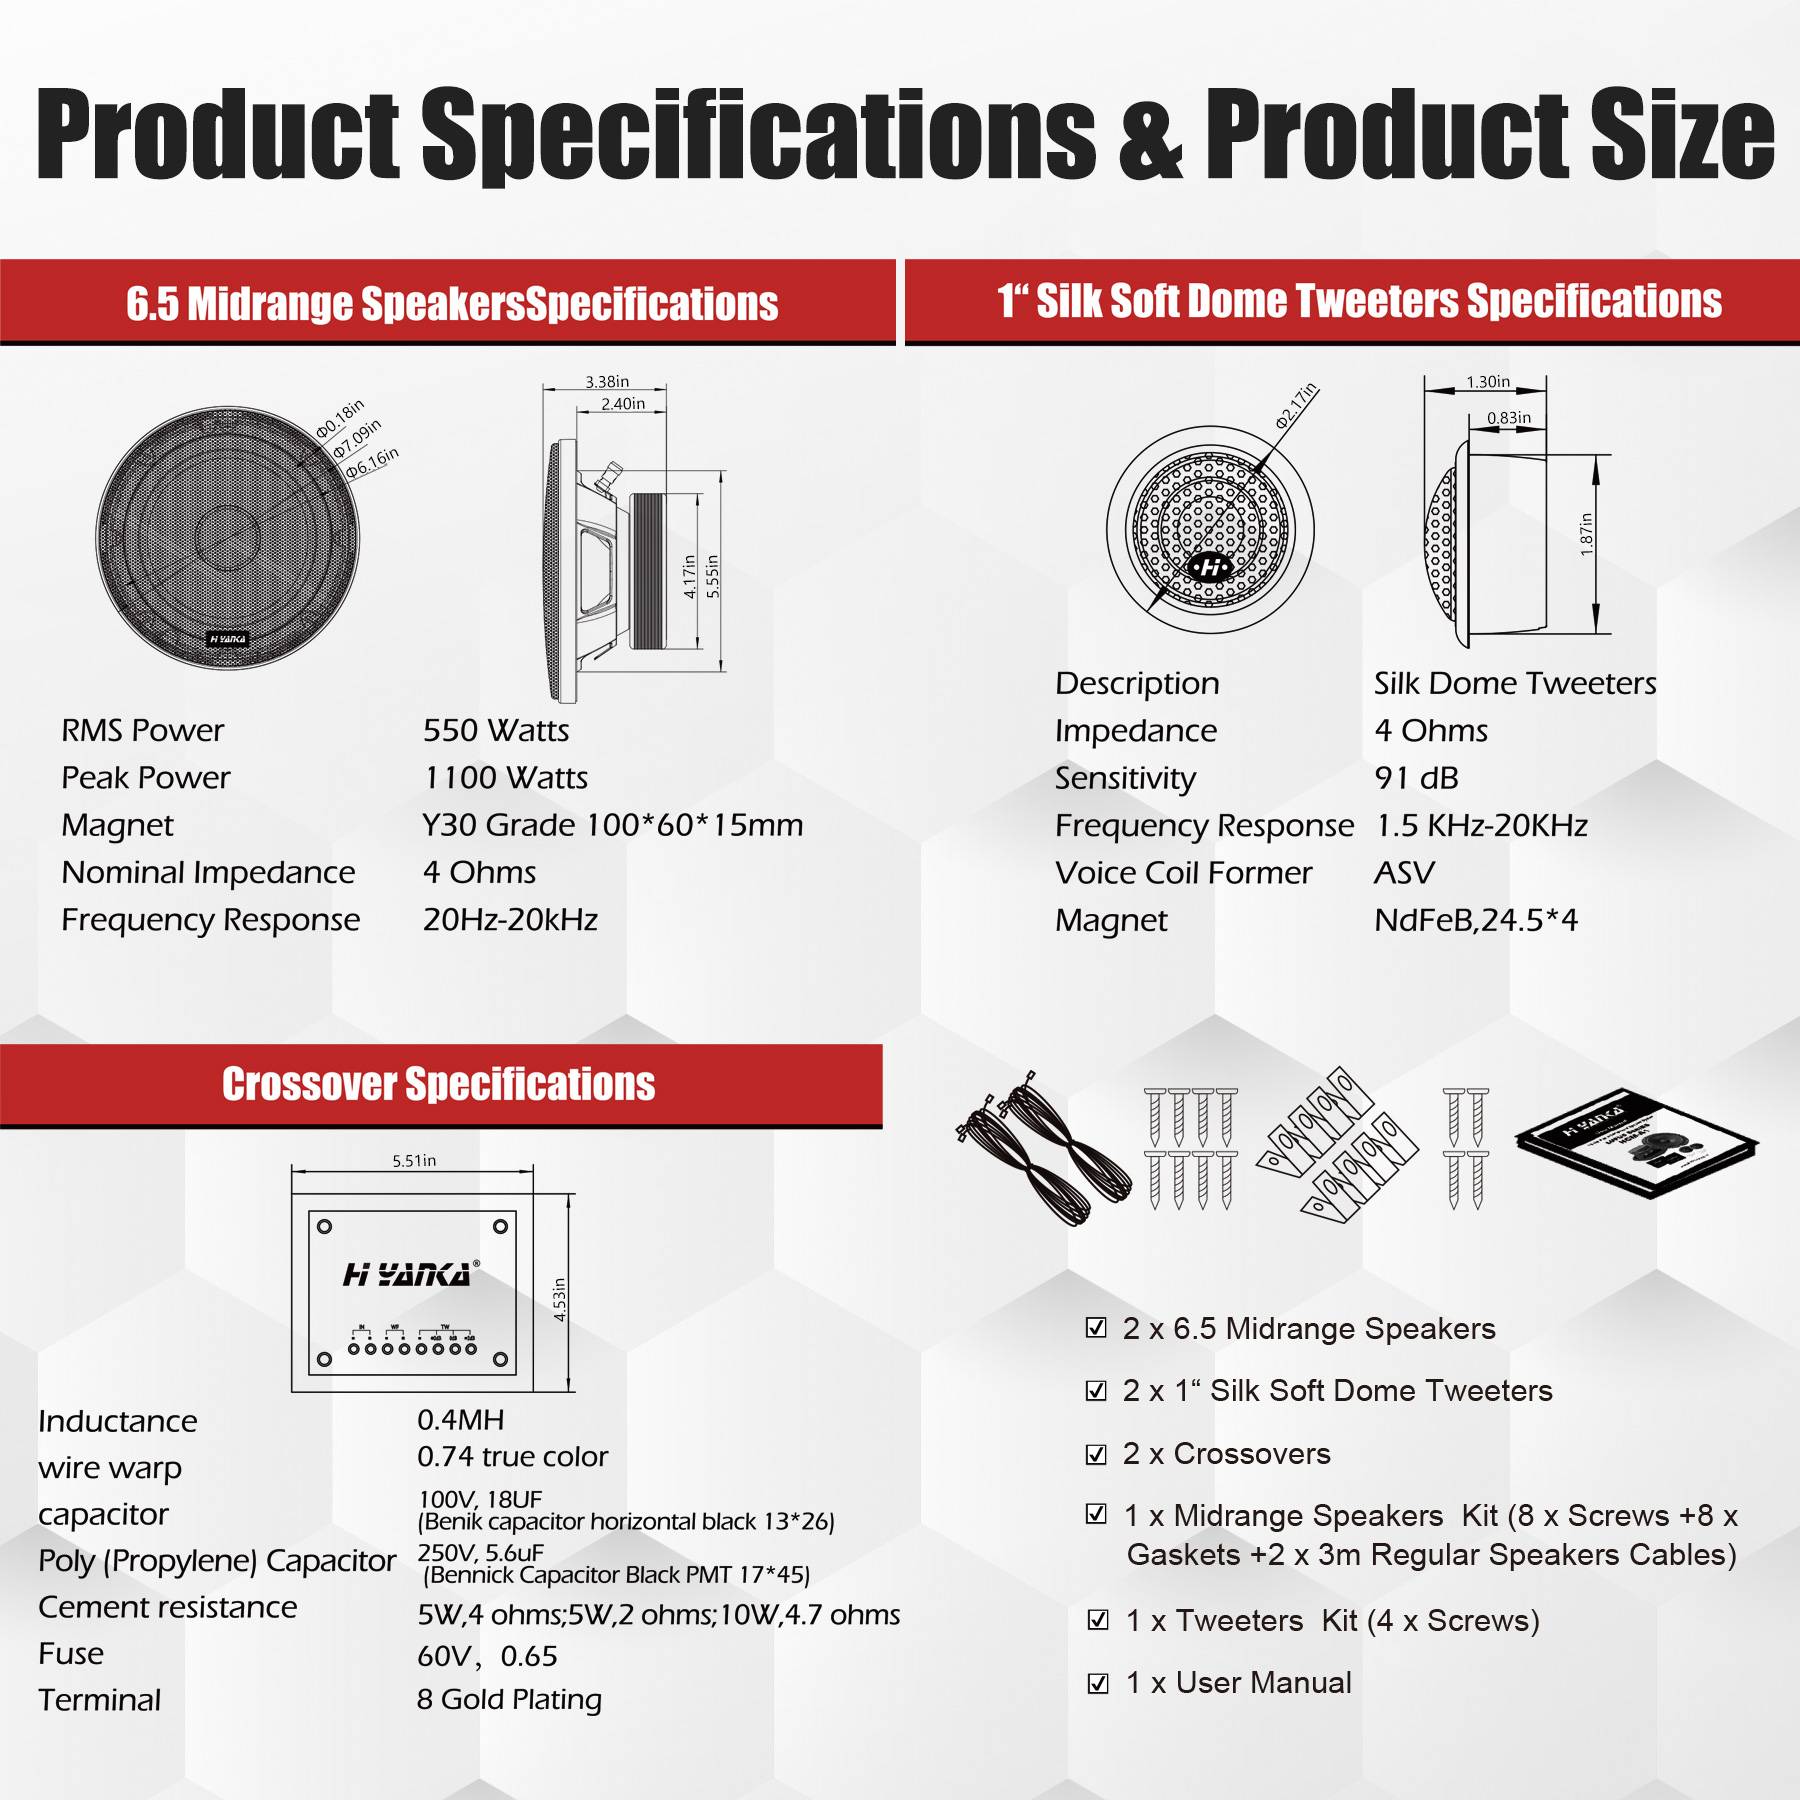 Product Specifications & Product Size
6.5 Midrange SpeakersSpecifications
Φ0.18in
Φ7.09in
Φ6.16in
H YANKA
3.38in
2.40in
4.17in
5.55in
RMS Power 550 Watts
Peak Power 1100 Watts
Magnet Y30 Grade 100*60*15mm
Nominal Impedance 4 Ohms
Frequency Response 20Hz-20kHz
1“ Silk Soft Dome Tweeters Specifications
Φ2.17in
·Hi·
1.30in
0.83in
1.87in
Description Silk Dome Tweeters
Impedance 4 Ohms
Sensitivity 91 dB
Frequency Response 1.5 KHz-20KHz
Voice Coil Former ASV
Magnet NdFeB,24.5*4
Crossover Specifications
5.51in
4.53in
H YANKA®
IN WF TW
Inductance 0.4MH
wire warp 0.74 true color
capacitor 100V, 18UF
(Benik capacitor horizontal black 13*26)
Poly (Propylene) Capacitor 250V, 5.6uF
(Bennick Capacitor Black PMT 17*45)
Cement resistance 5W,4 ohms;5W,2 ohms;10W,4.7 ohms
Fuse 60V, 0.65
Terminal 8 Gold Plating
H YANKA
2 x 6.5 Midrange Speakers
2 x 1“ Silk Soft Dome Tweeters
2 x Crossovers
1 x Midrange Speakers Kit (8 x Screws +8 x
Gaskets +2 x 3m Regular Speakers Cables)
1 x Tweeters Kit (4 x Screws)
1 x User Manual